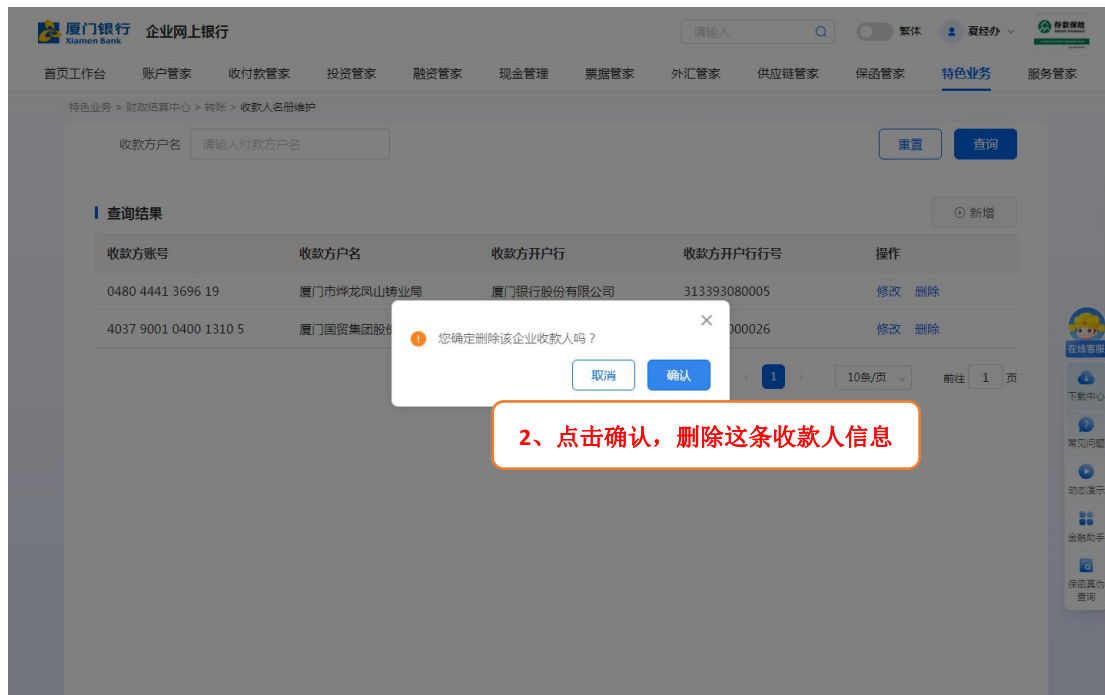 厦门银行 企业网上银行 请输入 繁体 夏经办 存款保险
Xiamen Bank
首页工作台 账户管家 收付款管家 投资管家 融资管家 现金管理 票据管家 外汇管家 供应链管家 保函管家 特色业务 服务管家
特色业务 > 财政结算中心 > 转账 > 收款人名册维护
收款方户名 请输入付款方户名 重置 查询
查询结果 新增
收款方账号 收款方户名 收款方开户行 收款方开户行行号 操作
0480 4441 3696 19 厦门市烨龙凤山铸业局 厦门银行股份有限公司 313393080005 修改 删除
4037 9001 0400 1310 5 厦门国贸集团股份 000026 修改 删除
您确定删除该企业收款人吗？
取消 确认
1 10条/页 前往 1 页
2、点击确认，删除这条收款人信息
在线客服
下载中心
常见问题
动态演示
金融助手
保函真伪
查询